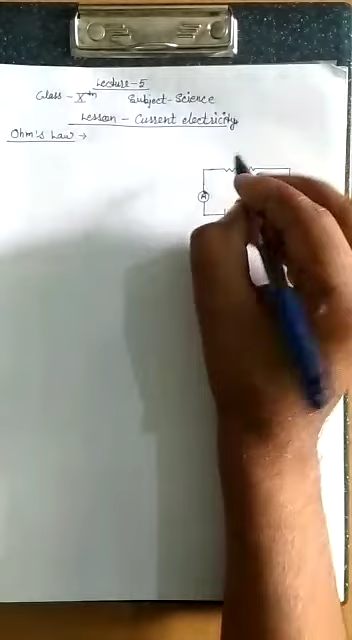 Lecture-5
Class - Xth Subject-Science
Lesson - Current electricity
Ohm's Law →
A